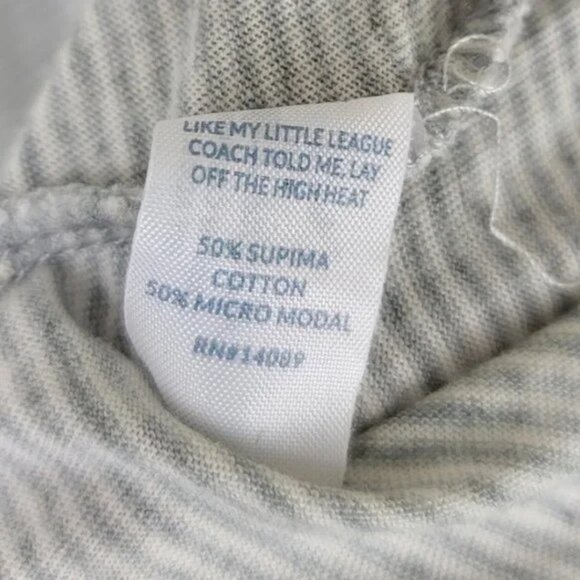 LIKE MY LITTLE LEAGUE
COACH TOLD ME, LAY
OFF THE HIGH HEAT
50% SUPIMA
COTTON
50% MICRO MODAL
RN#14009